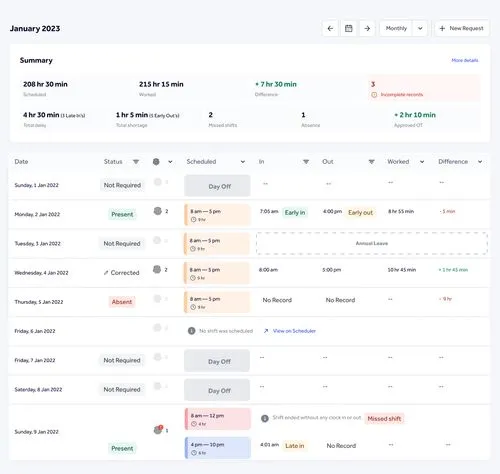 January 2023
Monthly
New Request
Summary
More details
208 hr 30 min
Scheduled
215 hr 15 min
Worked
+ 7 hr 30 min
Difference
3
Incomplete records
4 hr 30 min (3 Late In's)
Total delay
1 hr 5 min (5 Early Out's)
Total shortage
2
Missed shifts
1
Absence
+ 2 hr 10 min
Approved OT
Date Status Scheduled In Out Worked Difference
Sunday, 1 Jan 2022 Not Required Day Off -- -- -- --
Monday, 2 Jan 2022 Present 2 8 am — 5 pm 7:05 am Early in 4:00 pm Early out 8 hr 55 min - 5 min
9 hr
Tuesday, 3 Jan 2022 Not Required 8 am — 5 pm Annual Leave
9 hr
Wednesday, 4 Jan 2022 Corrected 2 8 am — 5 pm 8:00 am 5:00 pm 10 hr 45 min + 1 hr 45 min
9 hr
Thursday, 5 Jan 2022 Absent 8 am — 5 pm No Record No Record -- - 9 hr
9 hr
Friday, 6 Jan 2022 No shift was scheduled View on Scheduler
Friday, 7 Jan 2022 Not Required Day Off -- -- -- --
Saturday, 8 Jan 2022 Not Required Day Off -- -- -- --
Sunday, 9 Jan 2022 Present 1
8 am — 12 pm Shift ended without any clock in or out Missed shift
4 hr
4 pm — 10 pm 4:01 am Late in No Record -- --
6 hr